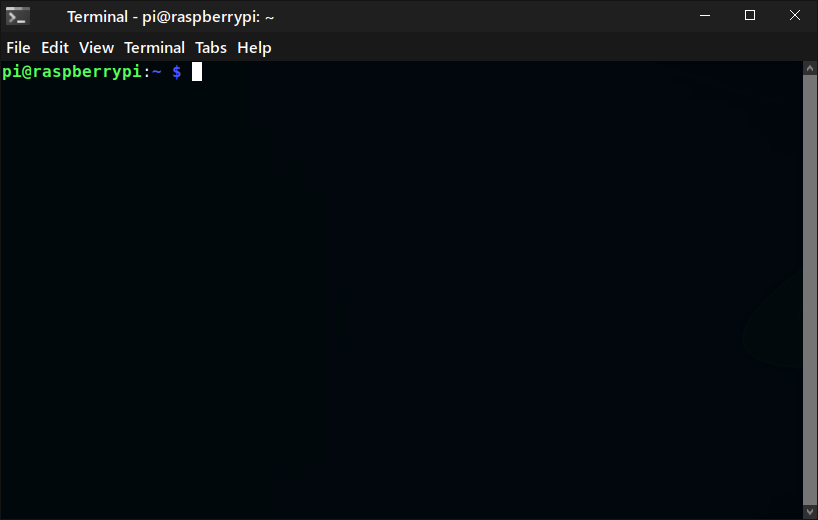 Terminal - pi@raspberrypi: ~
File Edit View Terminal Tabs Help
pi@raspberrypi:~ $